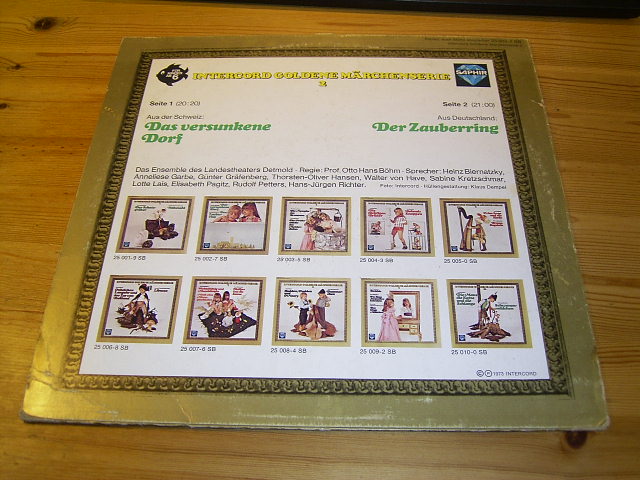 INTERCORD GOLDENE MÄRCHENSERIE
2
SAPHIR
Seite 1 (20:20)
Seite 2 (21:00)
Aus der Schweiz:
Das versunkene
Dorf
Aus Deutschland:
Der Zauberring
Das Ensemble des Landestheaters Detmold · Regie: Prof. Otto Hans Böhm · Sprecher: Heinz Biernatzky,
Anneliese Garbe, Günter Gräfenberg, Thorsten-Oliver Hansen, Walter von Have, Sabine Kretzschmar,
Lotte Lais, Elisabeth Pagitz, Rudolf Petters, Hans-Jürgen Richter.
Foto: Intercord · Hüllengestaltung: Klaus Dempel
25 001-9 SB
25 002-7 SB
25 003-5 SB
25 004-3 SB
25 005-0 SB
25 006-8 SB
25 007-6 SB
25 008-4 SB
25 009-2 SB
25 010-0 SB
©℗ 1973 INTERCORD